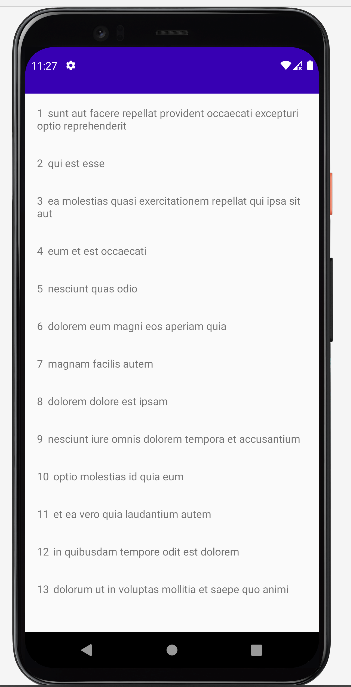 11:27
1 sunt aut facere repellat provident occaecati excepturi
optio reprehenderit
2 qui est esse
3 ea molestias quasi exercitationem repellat qui ipsa sit
aut
4 eum et est occaecati
5 nesciunt quas odio
6 dolorem eum magni eos aperiam quia
7 magnam facilis autem
8 dolorem dolore est ipsam
9 nesciunt iure omnis dolorem tempora et accusantium
10 optio molestias id quia eum
11 et ea vero quia laudantium autem
12 in quibusdam tempore odit est dolorem
13 dolorum ut in voluptas mollitia et saepe quo animi